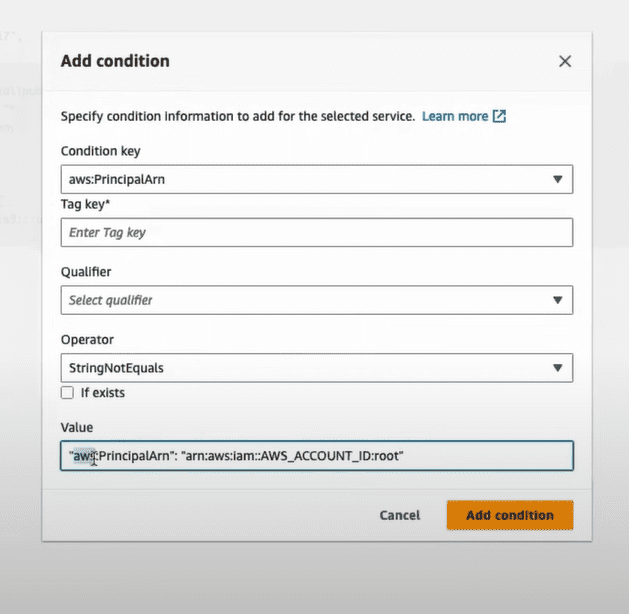 Add condition
Specify condition information to add for the selected service. Learn more
Condition key
aws:PrincipalArn
Tag key*
Enter Tag key
Qualifier
Select qualifier
Operator
StringNotEquals
If exists
Value
"aws:PrincipalArn": "arn:aws:iam::AWS_ACCOUNT_ID:root"
Cancel Add condition